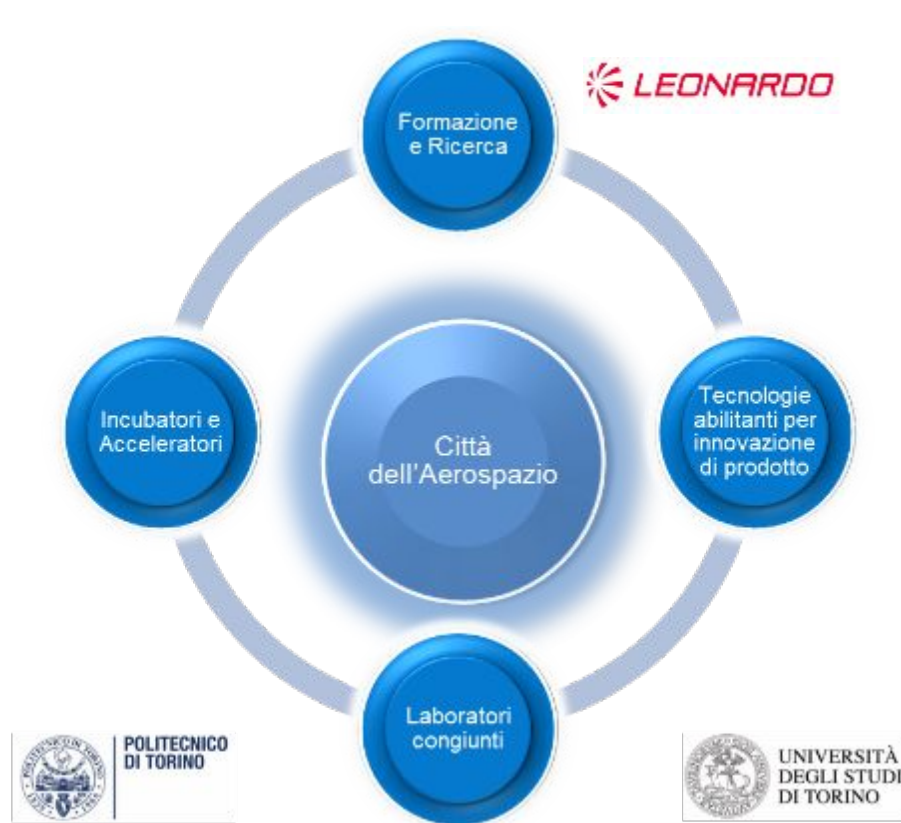 LEONARDO
Formazione
e Ricerca
Incubatori e
Acceleratori
Città
dell'Aerospazio
Tecnologie
abilitanti per
innovazione
di prodotto
Laboratori
congiunti
POLITECNICO
DI TORINO
UNIVERSITÀ
DEGLI STUDI
DI TORINO